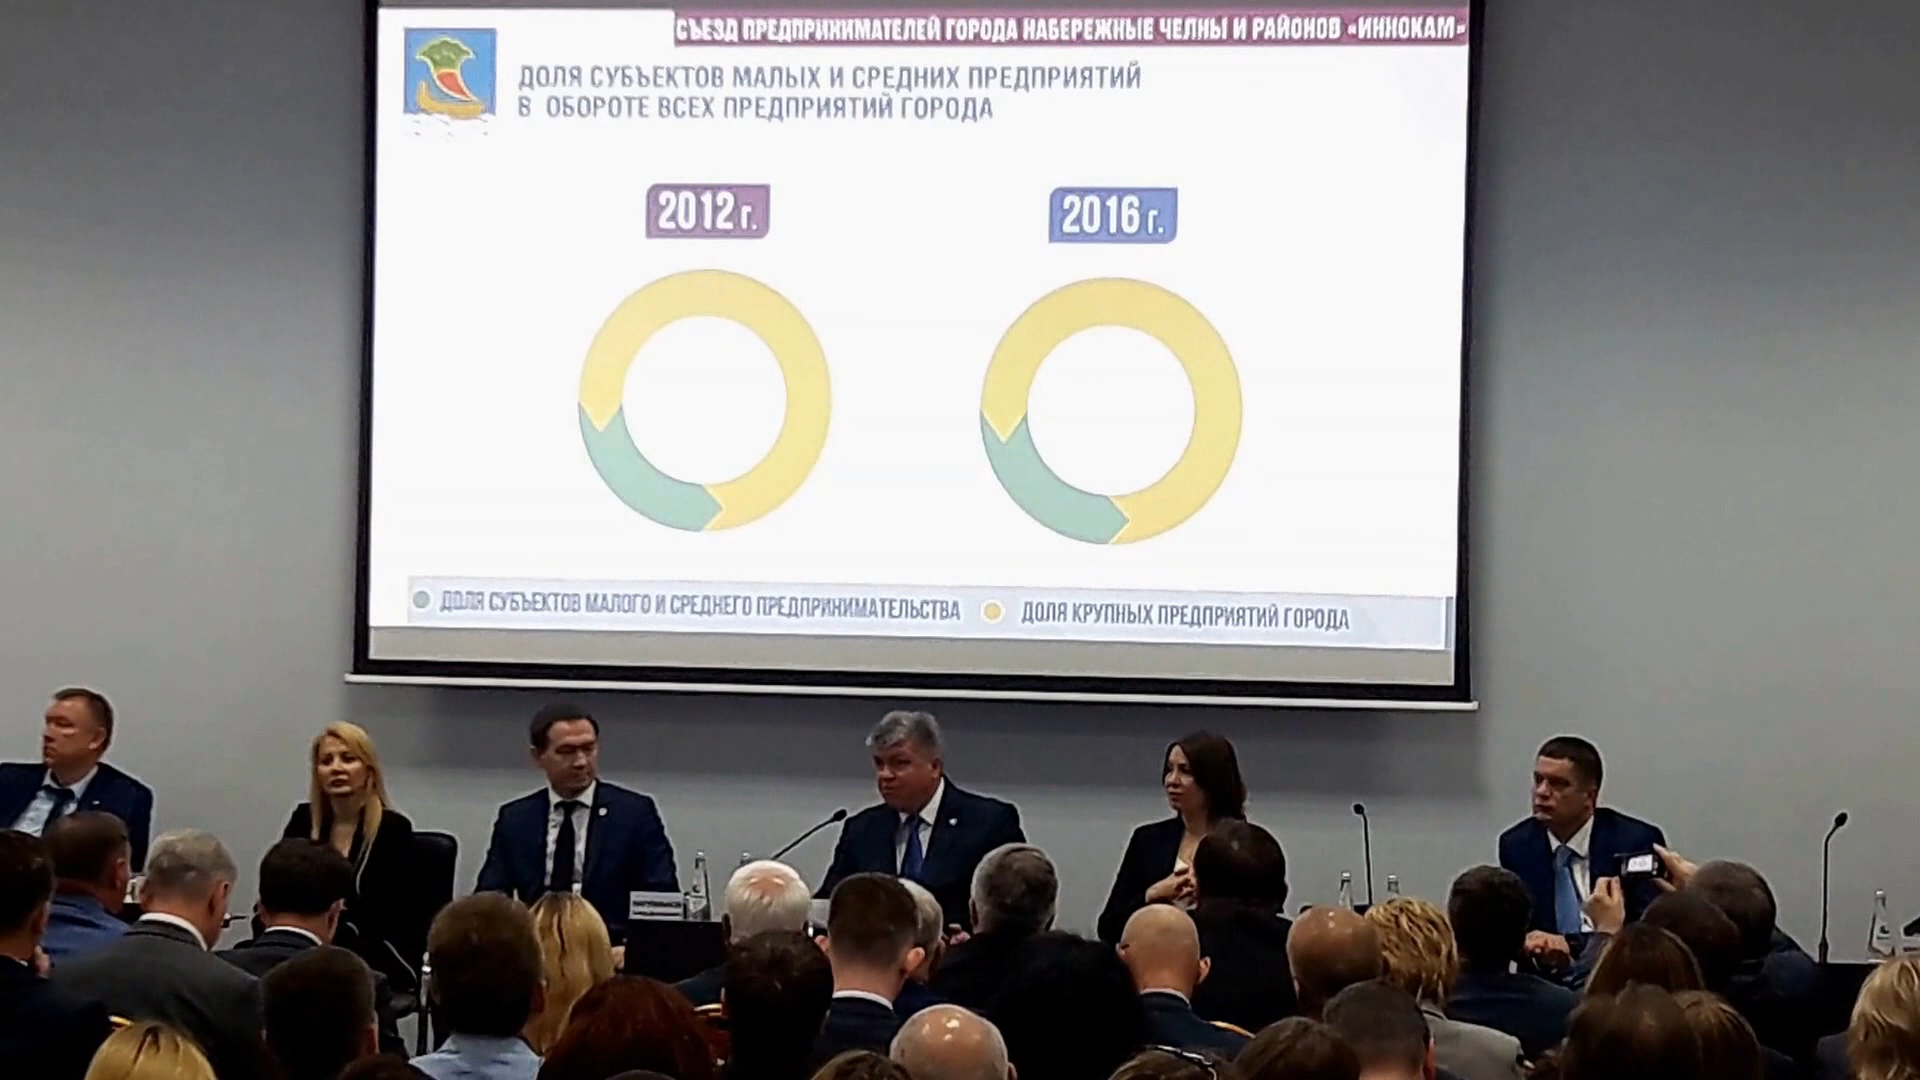 СЪЕЗД ПРЕДПРИНИМАТЕЛЕЙ ГОРОДА НАБЕРЕЖНЫЕ ЧЕЛНЫ И РАЙОНОВ «ИННОКАМ»
ДОЛЯ СУБЪЕКТОВ МАЛЫХ И СРЕДНИХ ПРЕДПРИЯТИЙ
В ОБОРОТЕ ВСЕХ ПРЕДПРИЯТИЙ ГОРОДА
2012 г.
2016 г.
ДОЛЯ СУБЪЕКТОВ МАЛОГО И СРЕДНЕГО ПРЕДПРИНИМАТЕЛЬСТВА
ДОЛЯ КРУПНЫХ ПРЕДПРИЯТИЙ ГОРОДА